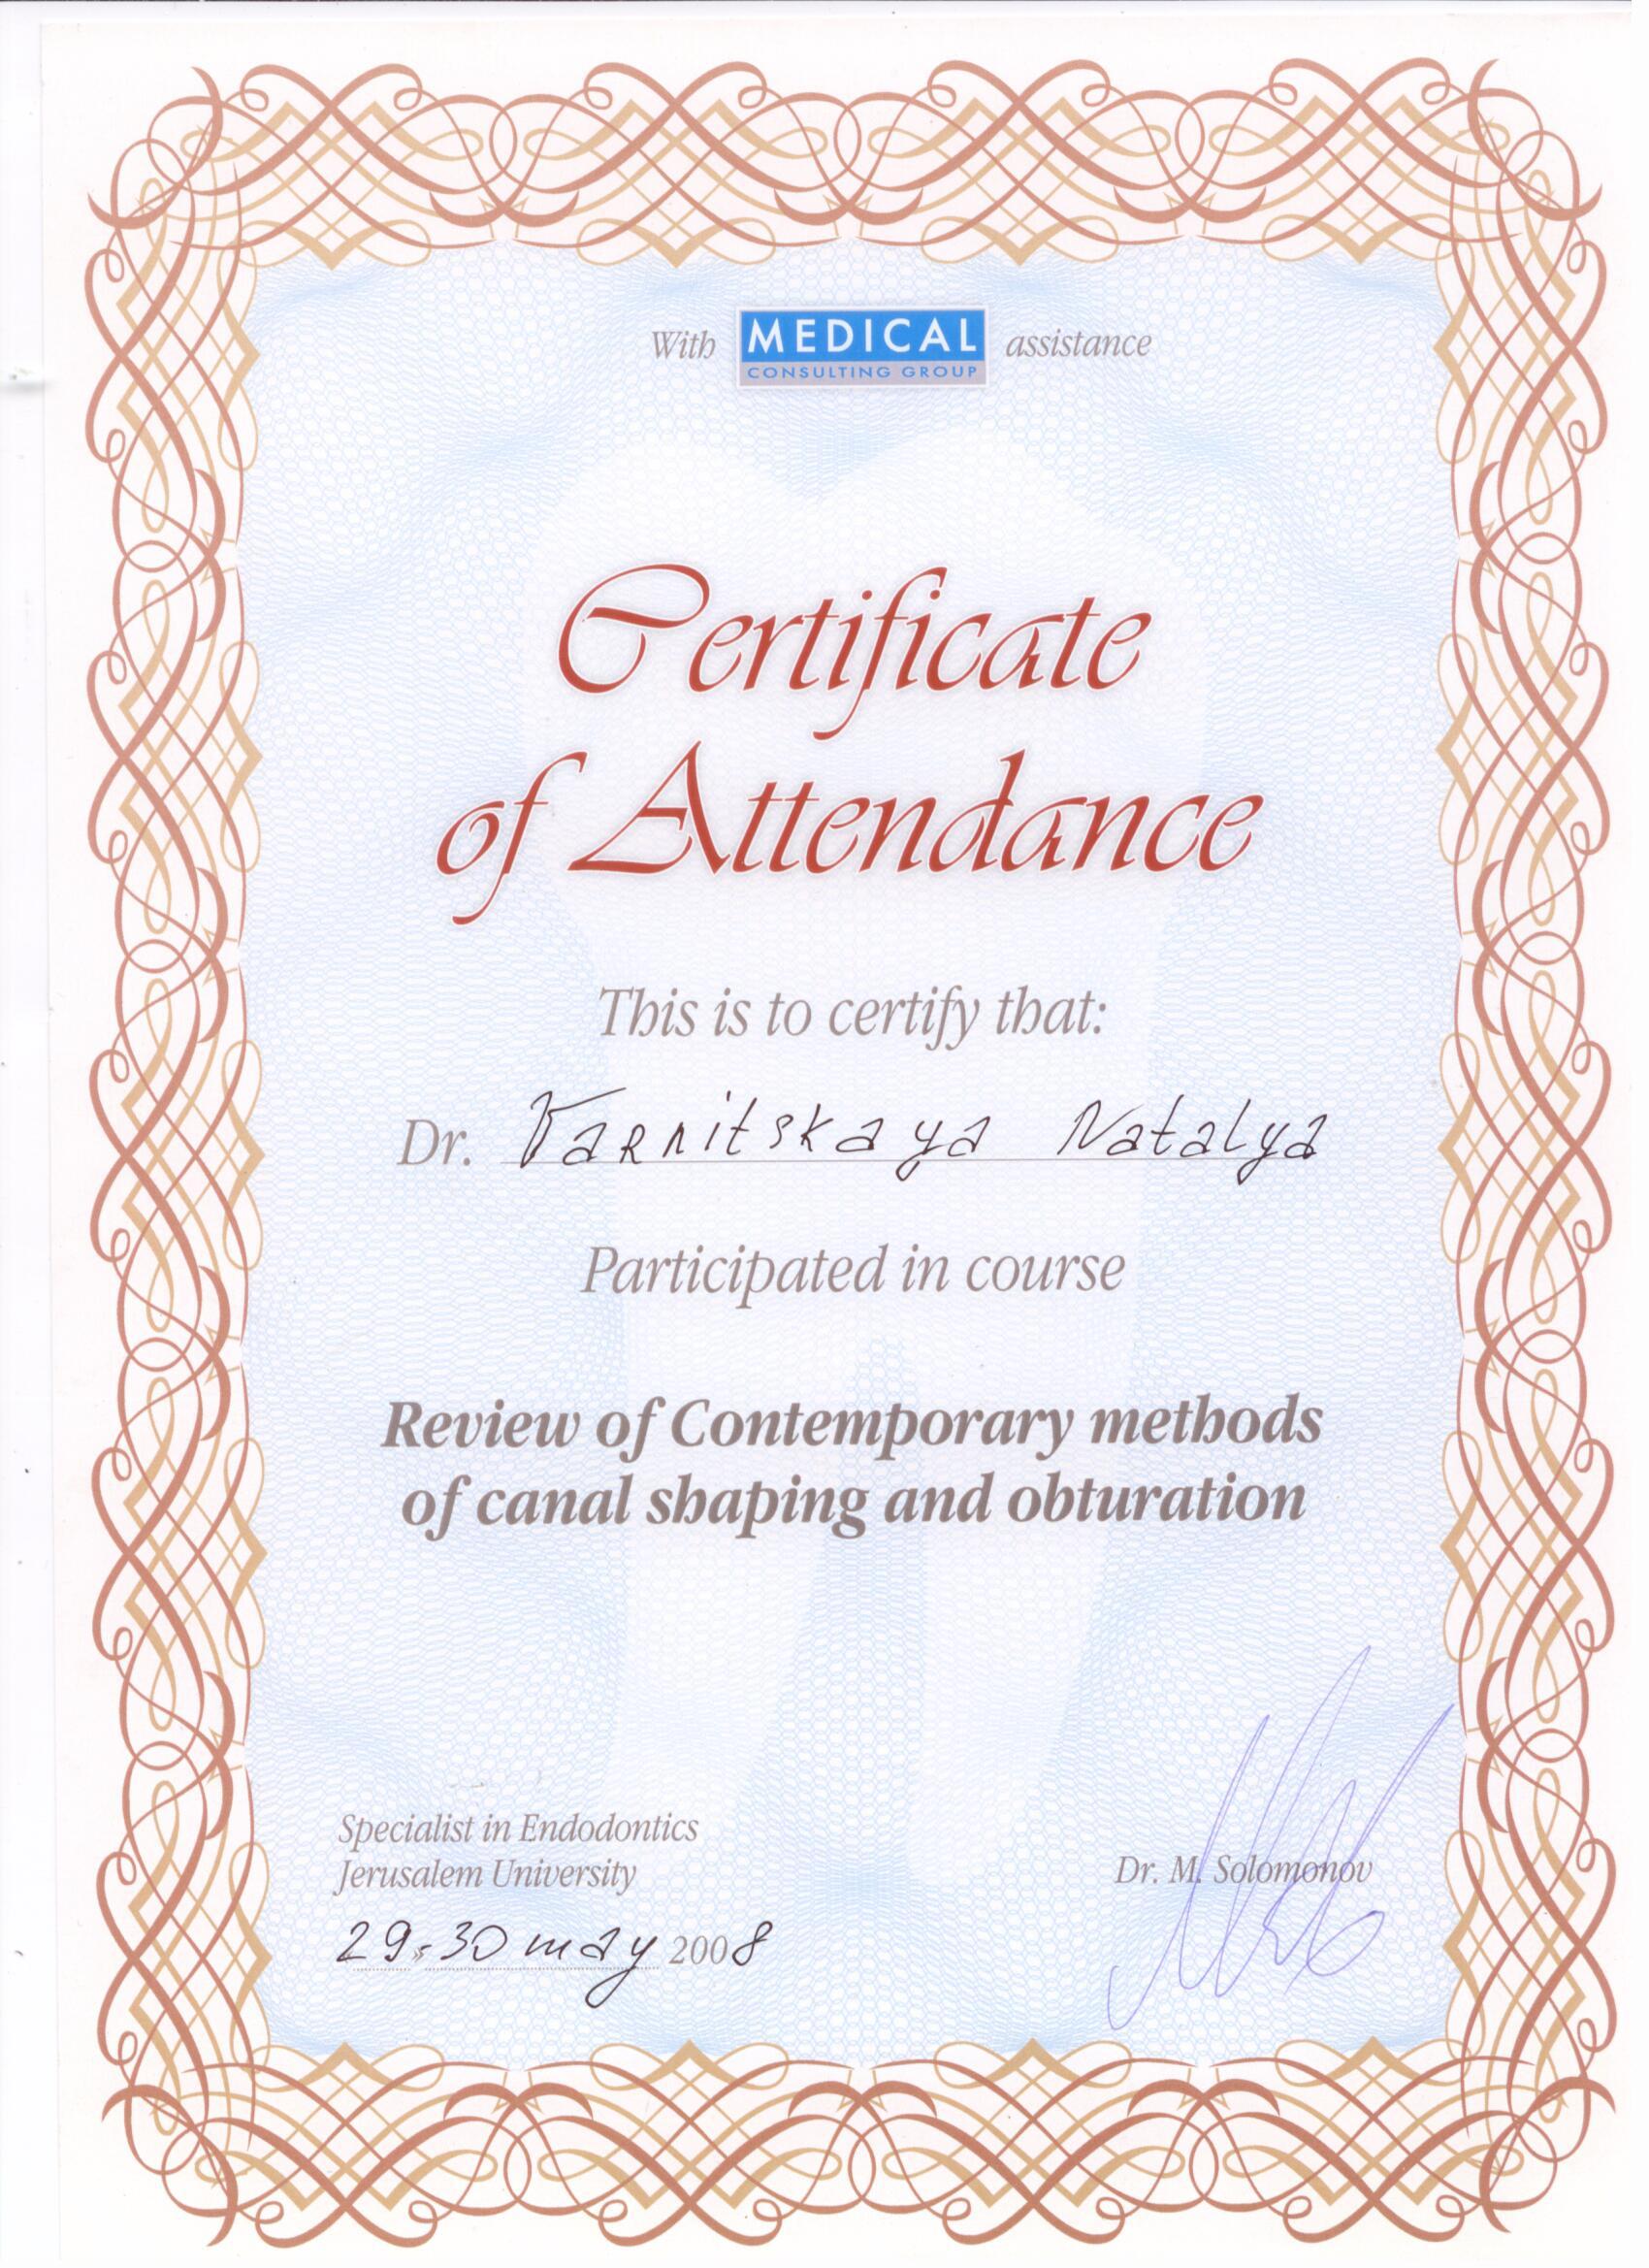 With MEDICAL CONSULTING GROUP assistance
Certificate
of Attendance
This is to certify that:
Dr. Varnitskaya Natalya
Participated in course
Review of Contemporary methods
of canal shaping and obturation
Specialist in Endodontics
Jerusalem University
Dr. M. Solomonov
29-30 may 2008